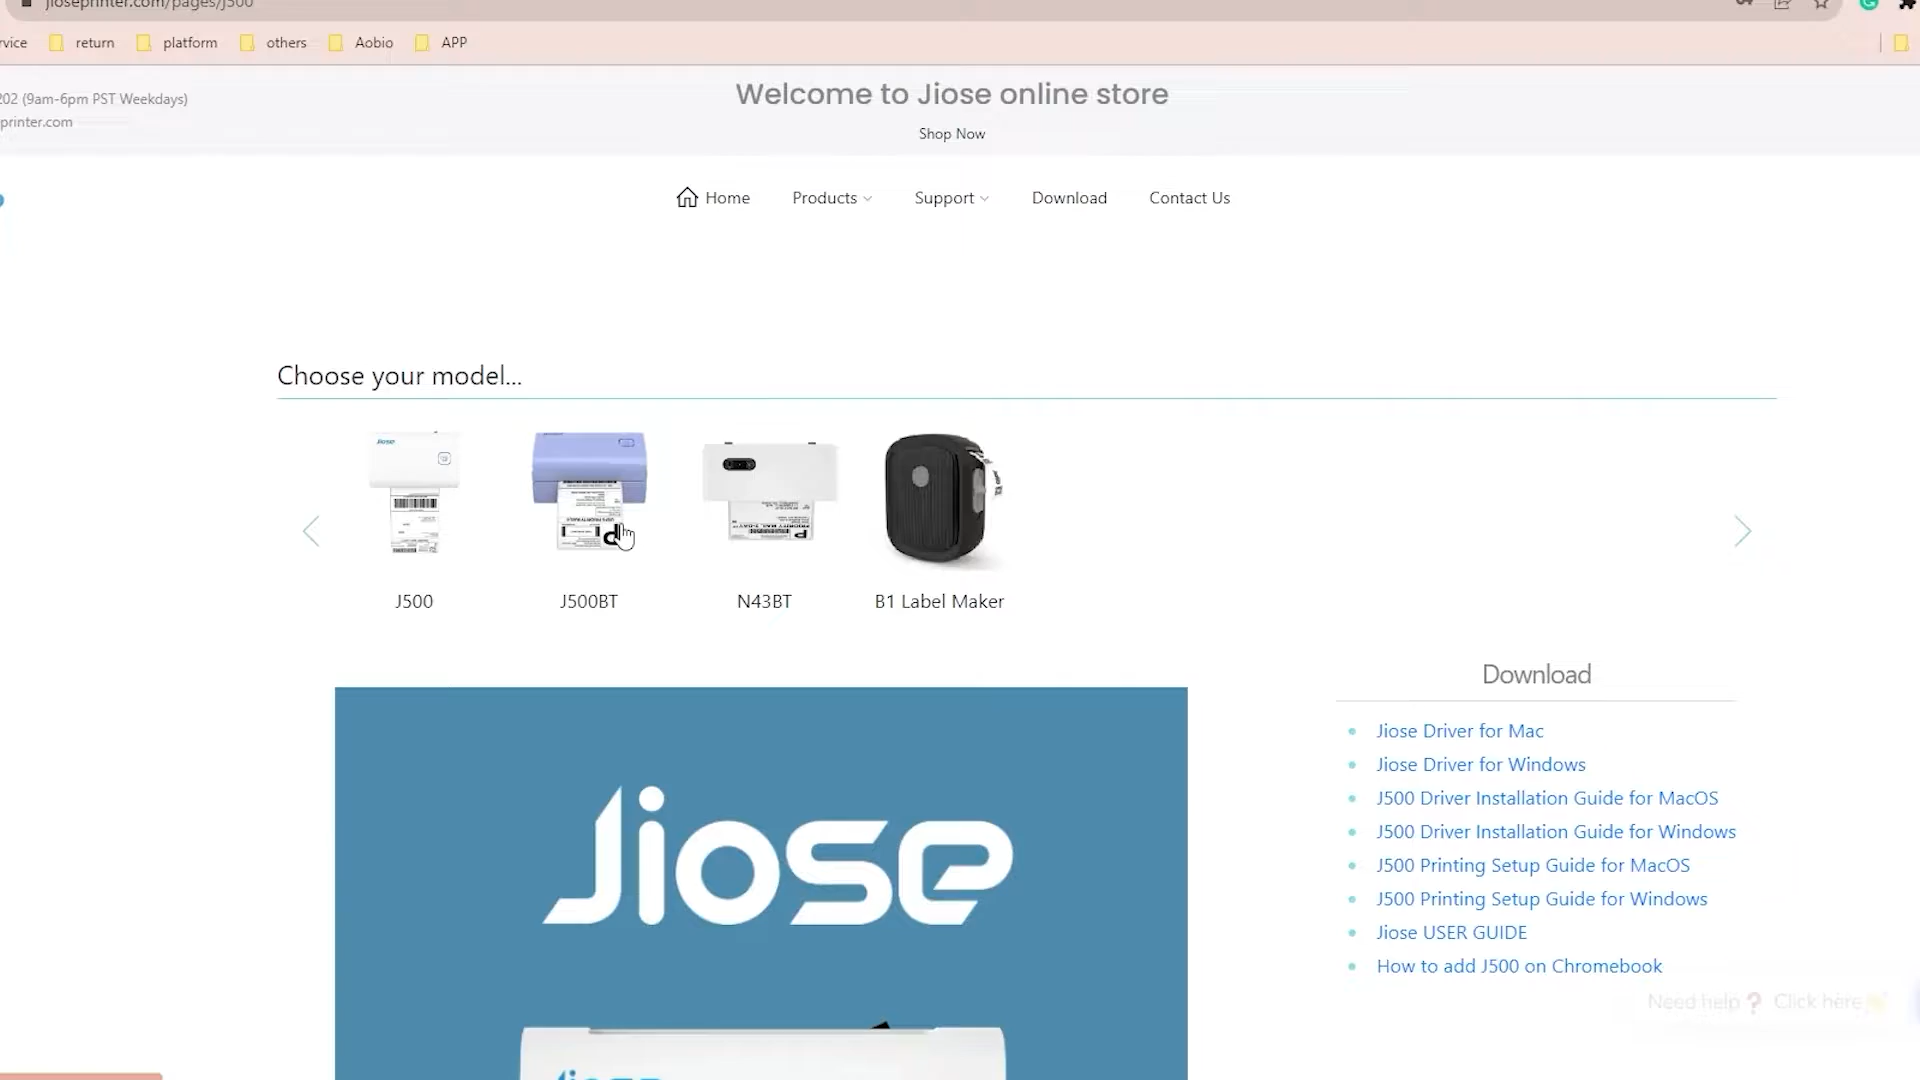 jioseprinter.com/pages/j500
rvice return platform others Aobio APP
202 (9am-6pm PST Weekdays)
printer.com
Welcome to Jiose online store
Shop Now
Home Products Support Download Contact Us
Choose your model...
Jiose
J500 J500BT N43BT B1 Label Maker
Jiose
Download
Jiose Driver for Mac
Jiose Driver for Windows
J500 Driver Installation Guide for MacOS
J500 Driver Installation Guide for Windows
J500 Printing Setup Guide for MacOS
J500 Printing Setup Guide for Windows
Jiose USER GUIDE
How to add J500 on Chromebook
Need help❓ Click here